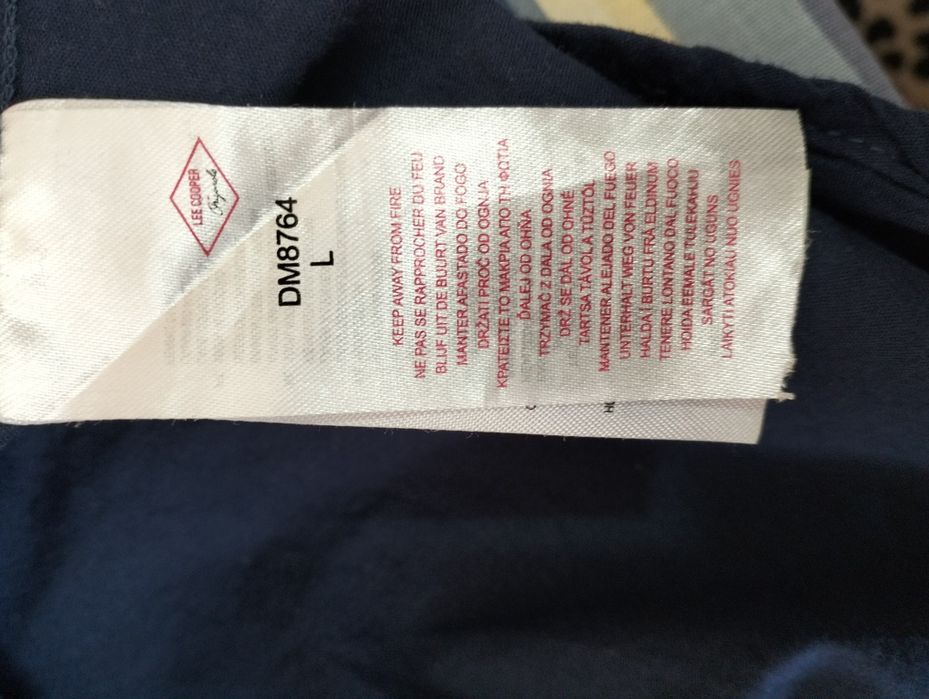 LEE COOPER
DM8764
L
KEEP AWAY FROM FIRE
NE PAS SE RAPPROCHER DU FEU
BLIJF UIT DE BUURT VAN BRAND
MANTER AFASTADO DO FOGO
DRŽATI PROČ OD OGNJA
ΚΡΑΤΕΙΣΤΕ ΤΟ ΜΑΚΡΙΑ ΑΠΟ ΤΗ ΦΩΤΙΑ
ĎALEJ OD OHŇA
TRZYMAĆ Z DALA OD OGNIA
DRŽ SE DÁL OD OHNĚ
TARTSA TÁVOL A TŰZTŐL
MANTENER ALEJADO DEL FUEGO
UNTERHALT WEG VON FEUER
HALDA Í BURTU FRÁ ELDINUM
TENERE LONTANO DAL FUOCO
HOIDA EEMALE TULEKAHJU
SARGĀT NO UGUNS
LAIKYTI ATONIAU NUO UGNIES